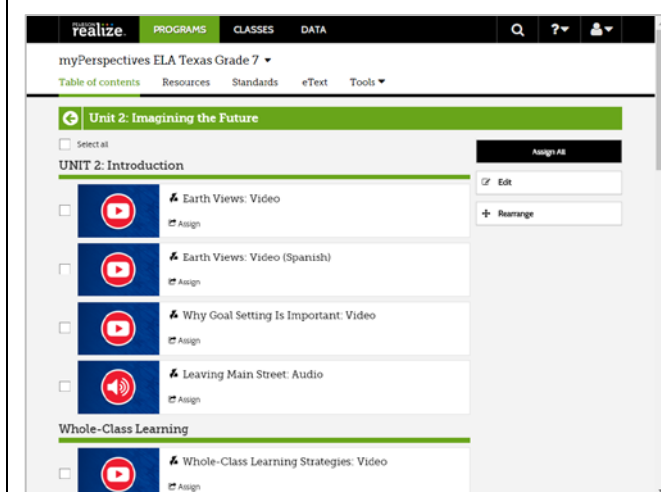 PEARSON
realize. PROGRAMS CLASSES DATA ?
myPerspectives ELA Texas Grade 7
Table of contents Resources Standards eText Tools
Unit 2: Imagining the Future
Select all
Assign All
UNIT 2: Introduction
Edit
Earth Views: Video
Assign
Rearrange
Earth Views: Video (Spanish)
Assign
Why Goal Setting Is Important: Video
Assign
Leaving Main Street: Audio
Assign
Whole-Class Learning
Whole-Class Learning Strategies: Video
Assign